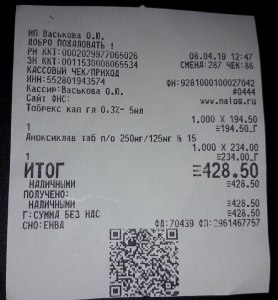 ИП Васькова О.Ю.
ДОБРО ПОЖАЛОВАТЬ !
РН ККТ:0002029977065026 08.04.19 12:47
ЗН ККТ:00115300080 65534 СМЕНА:287 ЧЕК:86
КАССОВЫЙ ЧЕК/ПРИХОД
ИНН:552801943574 ФН:9281000100027042
Кассир:Васькова О.Ю. #0444
Сайт ФНС: www.nalog.ru
Тобрекс кап гл 0.3%- 5мл
1.000 X 194.50
1 ≡194.50_Г
Аноксиклав таб п/о 250мг/125мг № 15
1.000 X 234.00
1 ≡234.00_Г
ИТОГ ≡428.50
НАЛИЧНЫМИ ≡428.50
ПОЛУЧЕНО:
НАЛИЧНЫМИ ≡428.50
Г:СУММА БЕЗ НДС ≡428.50
СНО:ЕНВД ФД:70439 ФП:2961467757